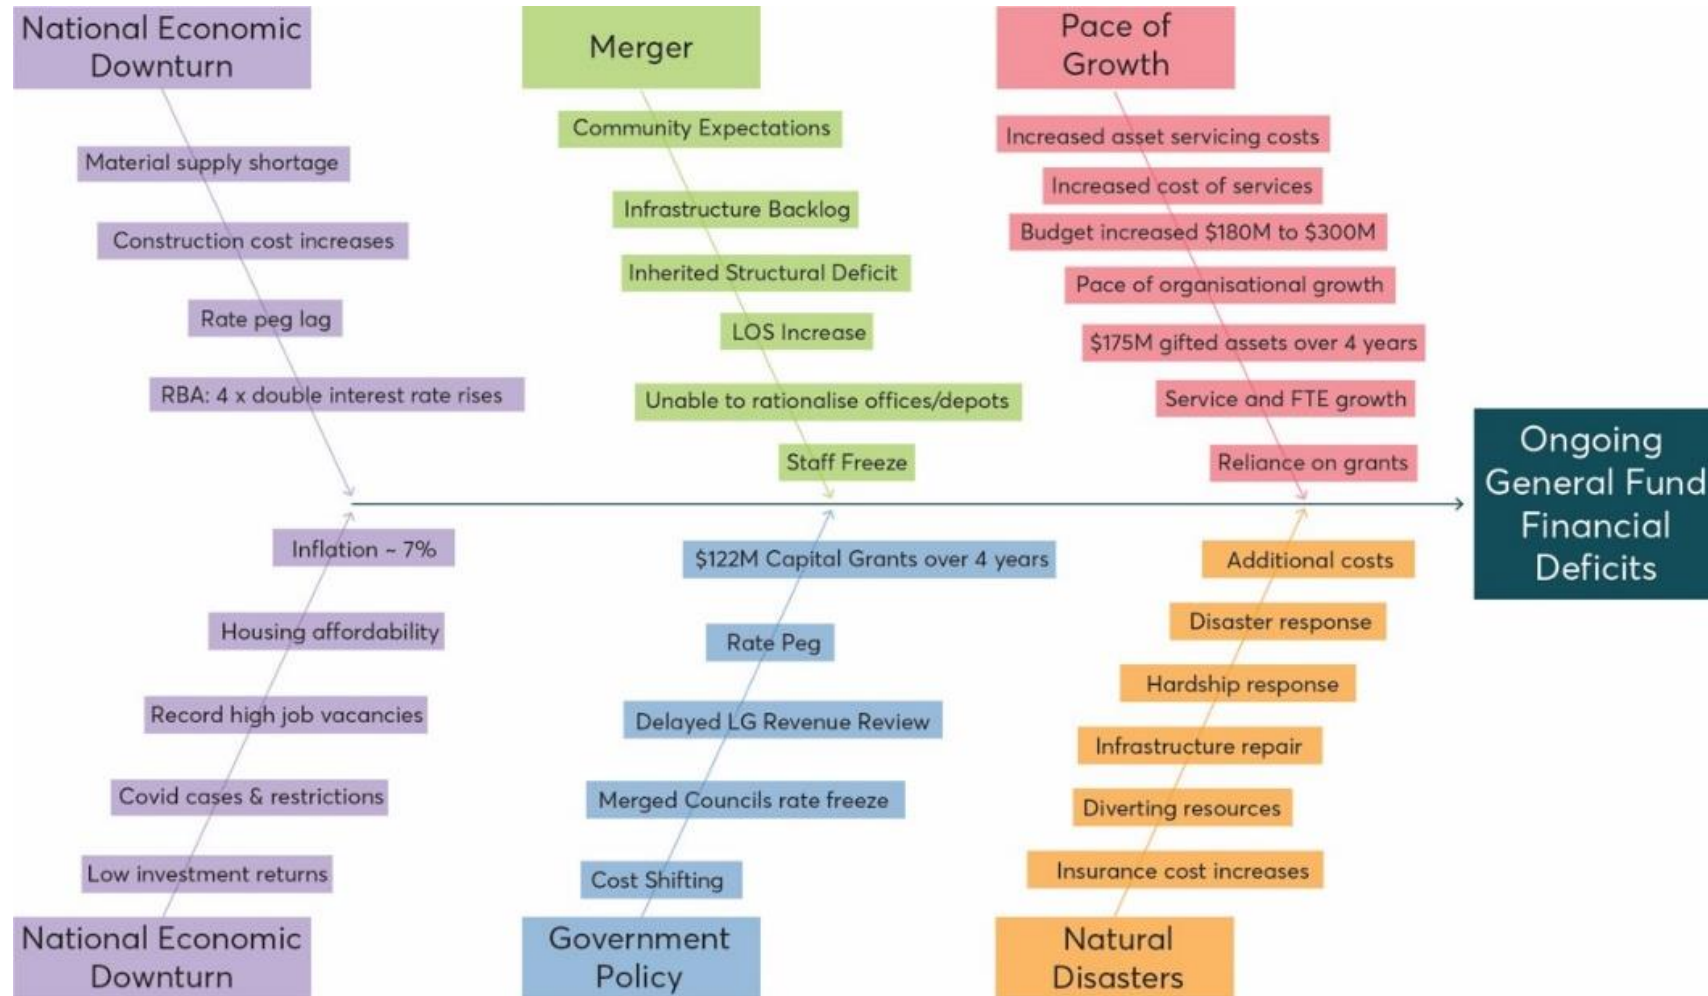 National Economic
Downturn
Material supply shortage
Construction cost increases
Rate peg lag
RBA: 4 x double interest rate rises
Merger
Community Expectations
Infrastructure Backlog
Inherited Structural Deficit
LOS Increase
Unable to rationalise offices/depots
Staff Freeze
Pace of
Growth
Increased asset servicing costs
Increased cost of services
Budget increased $180M to $300M
Pace of organisational growth
$175M gifted assets over 4 years
Service and FTE growth
Reliance on grants
Ongoing
General Fund
Financial
Deficits
Inflation ~ 7%
Housing affordability
Record high job vacancies
Covid cases & restrictions
Low investment returns
National Economic
Downturn
$122M Capital Grants over 4 years
Rate Peg
Delayed LG Revenue Review
Merged Councils rate freeze
Cost Shifting
Government
Policy
Additional costs
Disaster response
Hardship response
Infrastructure repair
Diverting resources
Insurance cost increases
Natural
Disasters